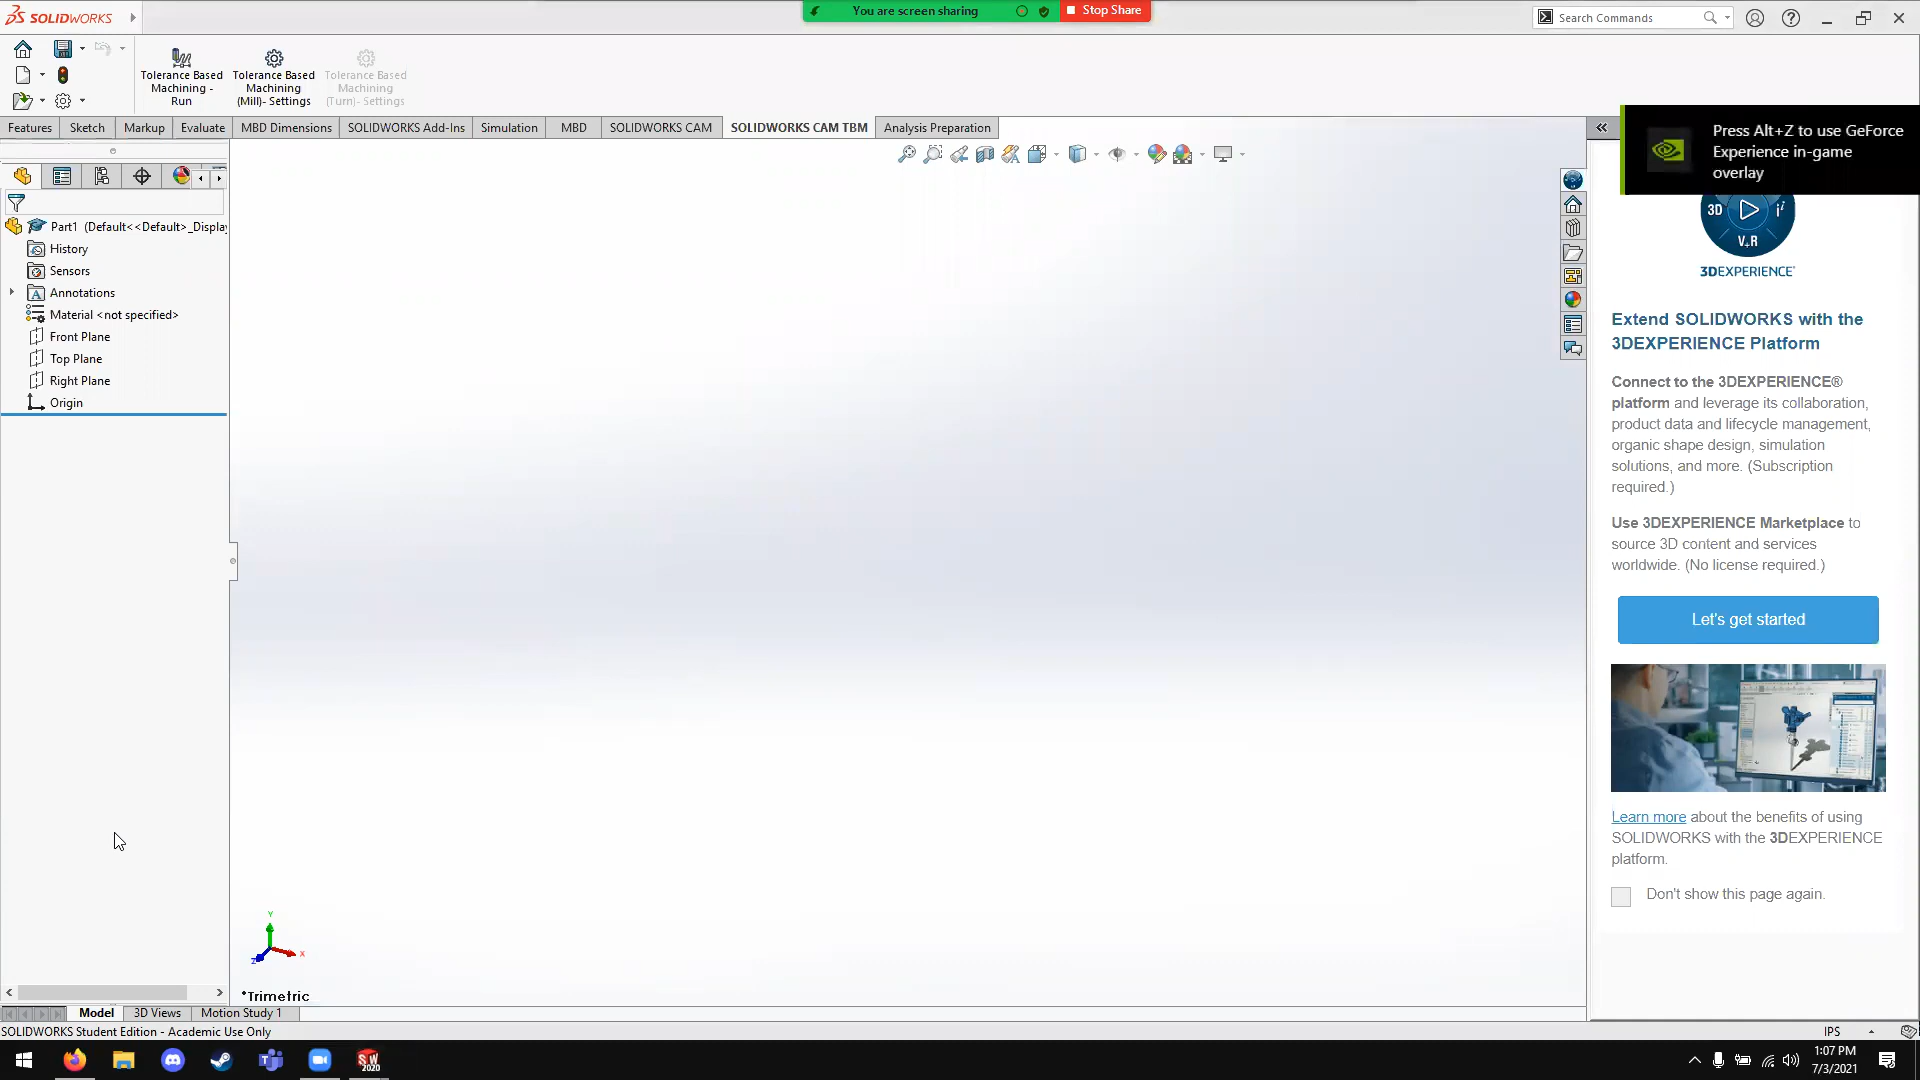 SOLIDWORKS
You are screen sharing
Stop Share
Search Commands
Tolerance Based Machining - Run
Tolerance Based Machining (Mill)- Settings
Tolerance Based Machining (Turn)- Settings
Features
Sketch
Markup
Evaluate
MBD Dimensions
SOLIDWORKS Add-Ins
Simulation
MBD
SOLIDWORKS CAM
SOLIDWORKS CAM TBM
Analysis Preparation
Press Alt+Z to use GeForce
Experience in-game
overlay
Part1 (Default<<Default>_Display
History
Sensors
Annotations
Material <not specified>
Front Plane
Top Plane
Right Plane
Origin
3D
V+R
3DEXPERIENCE
Extend SOLIDWORKS with the
3DEXPERIENCE Platform
Connect to the 3DEXPERIENCE®
platform and leverage its collaboration,
product data and lifecycle management,
organic shape design, simulation
solutions, and more. (Subscription
required.)
Use 3DEXPERIENCE Marketplace to
source 3D content and services
worldwide. (No license required.)
Let's get started
Learn more about the benefits of using
SOLIDWORKS with the 3DEXPERIENCE
platform.
Don't show this page again.
Y
X
Z
*Trimetric
Model
3D Views
Motion Study 1
SOLIDWORKS Student Edition - Academic Use Only
IPS
SW
2020
1:07 PM
7/3/2021